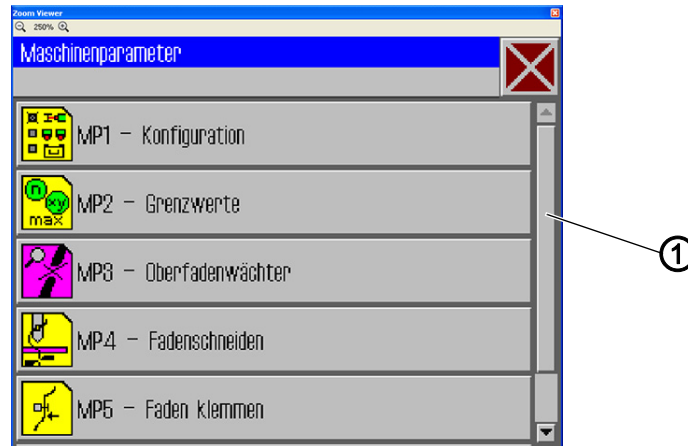 Zoom Viewer
250%
Maschinenparameter
MP1 - Konfiguration
n
xy
max
MP2 - Grenzwerte
MP3 - Oberfadenwächter
MP4 - Fadenschneiden
MP5 - Faden klemmen
1